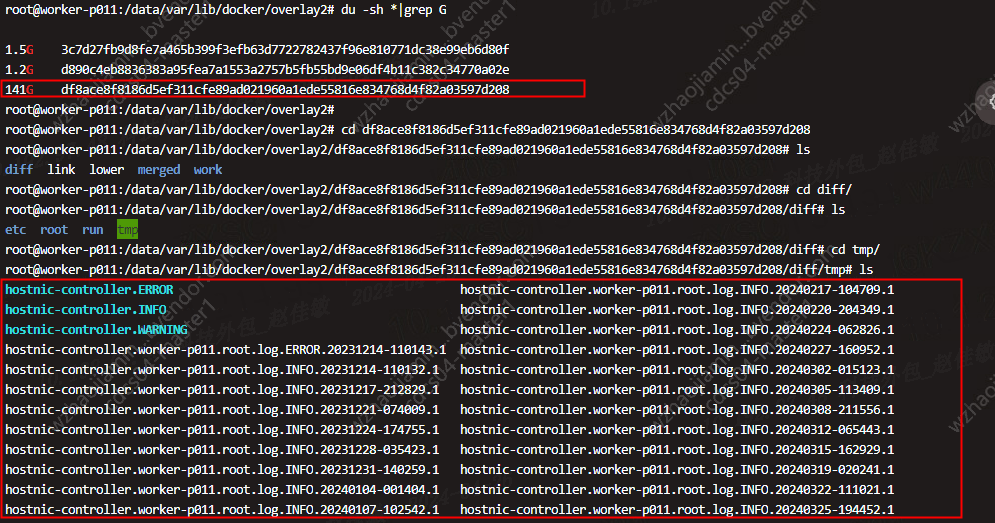 root@worker-p011:/data/var/lib/docker/overlay2# du -sh *|grep G
1.5G 3c7d27fb9d8fe7a465b399f3efb63d7722782437f96e810771dc38e99eb6d80f
1.2G d890c4eb8836383a95fea7a1553a2757b5fb55bd9e06df4b11c382c34770a02e
141G df8ace8f8186d5ef311cfe89ad021960a1ede55816e834768d4f82a03597d208
root@worker-p011:/data/var/lib/docker/overlay2#
root@worker-p011:/data/var/lib/docker/overlay2# cd df8ace8f8186d5ef311cfe89ad021960a1ede55816e834768d4f82a03597d208
root@worker-p011:/data/var/lib/docker/overlay2/df8ace8f8186d5ef311cfe89ad021960a1ede55816e834768d4f82a03597d208# ls
diff link lower merged work
root@worker-p011:/data/var/lib/docker/overlay2/df8ace8f8186d5ef311cfe89ad021960a1ede55816e834768d4f82a03597d208# cd diff/
root@worker-p011:/data/var/lib/docker/overlay2/df8ace8f8186d5ef311cfe89ad021960a1ede55816e834768d4f82a03597d208/diff# ls
etc root run tmp
root@worker-p011:/data/var/lib/docker/overlay2/df8ace8f8186d5ef311cfe89ad021960a1ede55816e834768d4f82a03597d208/diff# cd tmp/
root@worker-p011:/data/var/lib/docker/overlay2/df8ace8f8186d5ef311cfe89ad021960a1ede55816e834768d4f82a03597d208/diff/tmp# ls
hostnic-controller.ERROR hostnic-controller.worker-p011.root.log.INFO.20240217-104709.1
hostnic-controller.INFO hostnic-controller.worker-p011.root.log.INFO.20240220-204349.1
hostnic-controller.WARNING hostnic-controller.worker-p011.root.log.INFO.20240224-062826.1
hostnic-controller.worker-p011.root.log.ERROR.20231214-110143.1 hostnic-controller.worker-p011.root.log.INFO.20240227-160952.1
hostnic-controller.worker-p011.root.log.INFO.20231214-110132.1 hostnic-controller.worker-p011.root.log.INFO.20240302-015123.1
hostnic-controller.worker-p011.root.log.INFO.20231217-212829.1 hostnic-controller.worker-p011.root.log.INFO.20240305-113409.1
hostnic-controller.worker-p011.root.log.INFO.20231221-074009.1 hostnic-controller.worker-p011.root.log.INFO.20240308-211556.1
hostnic-controller.worker-p011.root.log.INFO.20231224-174755.1 hostnic-controller.worker-p011.root.log.INFO.20240312-065443.1
hostnic-controller.worker-p011.root.log.INFO.20231228-035423.1 hostnic-controller.worker-p011.root.log.INFO.20240315-162929.1
hostnic-controller.worker-p011.root.log.INFO.20231231-140259.1 hostnic-controller.worker-p011.root.log.INFO.20240319-020241.1
hostnic-controller.worker-p011.root.log.INFO.20240104-001404.1 hostnic-controller.worker-p011.root.log.INFO.20240322-111021.1
hostnic-controller.worker-p011.root.log.INFO.20240107-102542.1 hostnic-controller.worker-p011.root.log.INFO.20240325-194452.1